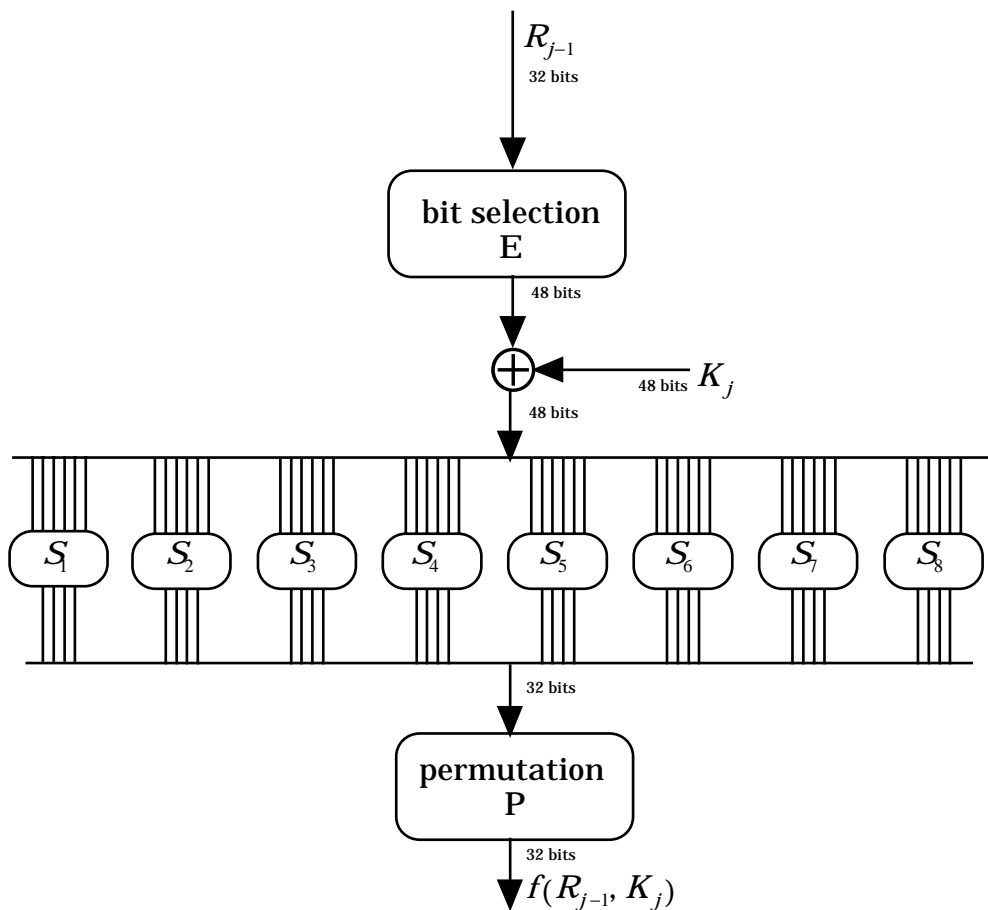 R_{j-1}
32 bits
bit selection
E
48 bits
48 bits K_j
48 bits
S_1 S_2 S_3 S_4 S_5 S_6 S_7 S_8
32 bits
permutation
P
32 bits
f(R_{j-1}, K_j)